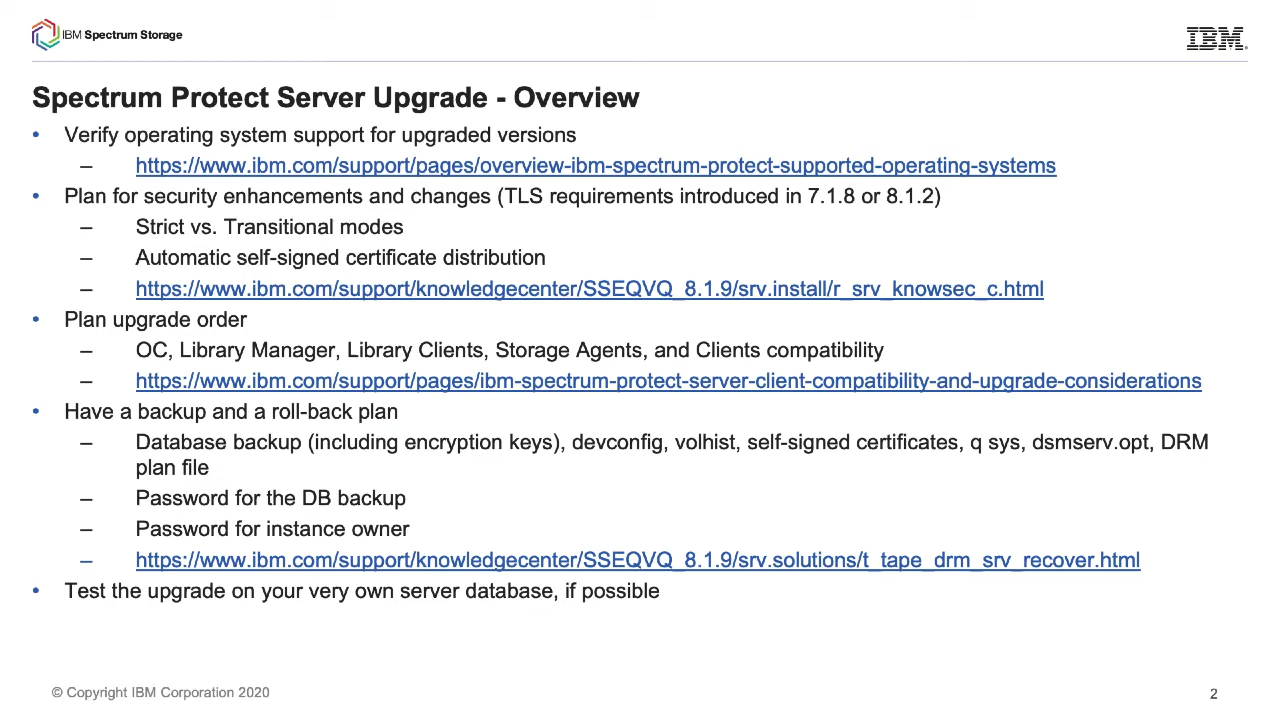 IBM Spectrum Storage
IBM
Spectrum Protect Server Upgrade - Overview
• Verify operating system support for upgraded versions
– https://www.ibm.com/support/pages/overview-ibm-spectrum-protect-supported-operating-systems
• Plan for security enhancements and changes (TLS requirements introduced in 7.1.8 or 8.1.2)
– Strict vs. Transitional modes
– Automatic self-signed certificate distribution
– https://www.ibm.com/support/knowledgecenter/SSEQVQ_8.1.9/srv.install/r_srv_knowsec_c.html
• Plan upgrade order
– OC, Library Manager, Library Clients, Storage Agents, and Clients compatibility
– https://www.ibm.com/support/pages/ibm-spectrum-protect-server-client-compatibility-and-upgrade-considerations
• Have a backup and a roll-back plan
– Database backup (including encryption keys), devconfig, volhist, self-signed certificates, q sys, dsmserv.opt, DRM
plan file
– Password for the DB backup
– Password for instance owner
– https://www.ibm.com/support/knowledgecenter/SSEQVQ_8.1.9/srv.solutions/t_tape_drm_srv_recover.html
• Test the upgrade on your very own server database, if possible
© Copyright IBM Corporation 2020
2